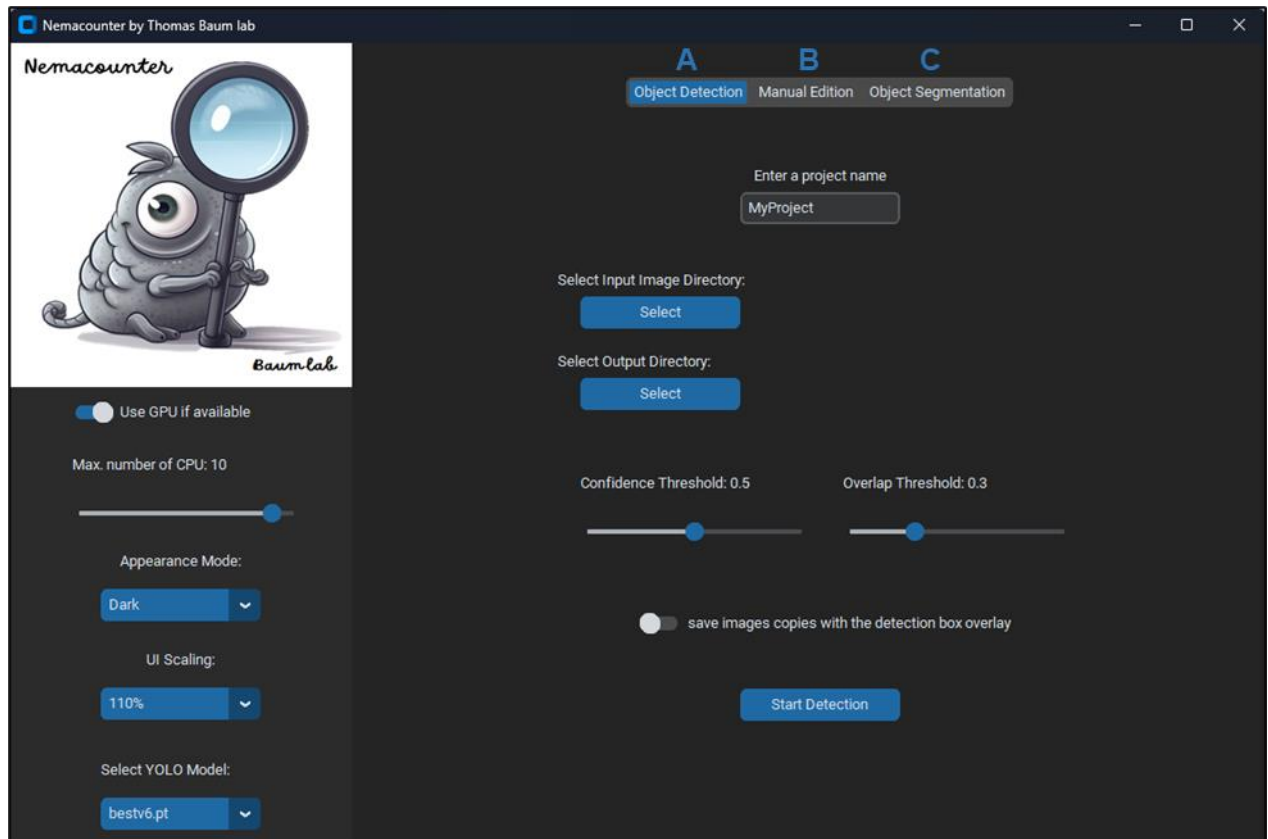 Nemacounter by Thomas Baum lab
Nemacounter
Baum lab
Use GPU if available
Max. number of CPU: 10
Appearance Mode:
Dark
UI Scaling:
110%
Select YOLO Model:
bestv6.pt
A B C
Object Detection Manual Edition Object Segmentation
Enter a project name
MyProject
Select Input Image Directory:
Select
Select Output Directory:
Select
Confidence Threshold: 0.5 Overlap Threshold: 0.3
save images copies with the detection box overlay
Start Detection